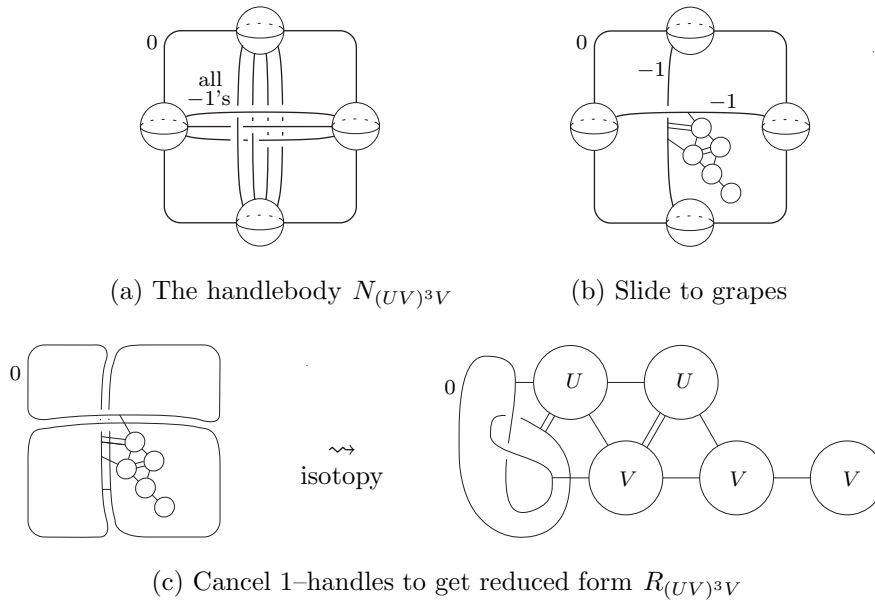 0
all
−1's
0
−1
−1
(a) The handlebody N_{(UV)^3V}
(b) Slide to grapes
0
⇝
isotopy
0
U U
V V V
(c) Cancel 1–handles to get reduced form R_{(UV)^3V}